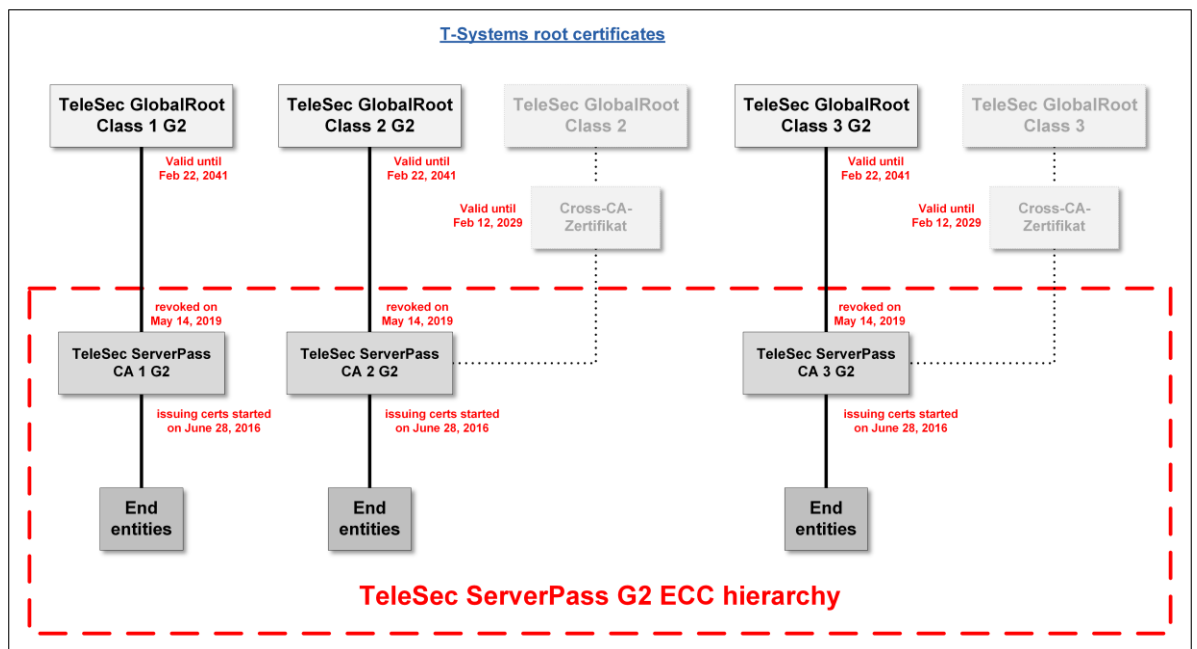 T-Systems root certificates
TeleSec GlobalRoot
Class 1 G2
TeleSec GlobalRoot
Class 2 G2
TeleSec GlobalRoot
Class 2
TeleSec GlobalRoot
Class 3 G2
TeleSec GlobalRoot
Class 3
Valid until
Feb 22, 2041
Valid until
Feb 22, 2041
Valid until
Feb 22, 2041
Valid until
Feb 12, 2029
Cross-CA-
Zertifikat
Valid until
Feb 12, 2029
Cross-CA-
Zertifikat
revoked on
May 14, 2019
revoked on
May 14, 2019
revoked on
May 14, 2019
TeleSec ServerPass
CA 1 G2
TeleSec ServerPass
CA 2 G2
TeleSec ServerPass
CA 3 G2
issuing certs started
on June 28, 2016
issuing certs started
on June 28, 2016
issuing certs started
on June 28, 2016
End
entities
End
entities
End
entities
TeleSec ServerPass G2 ECC hierarchy